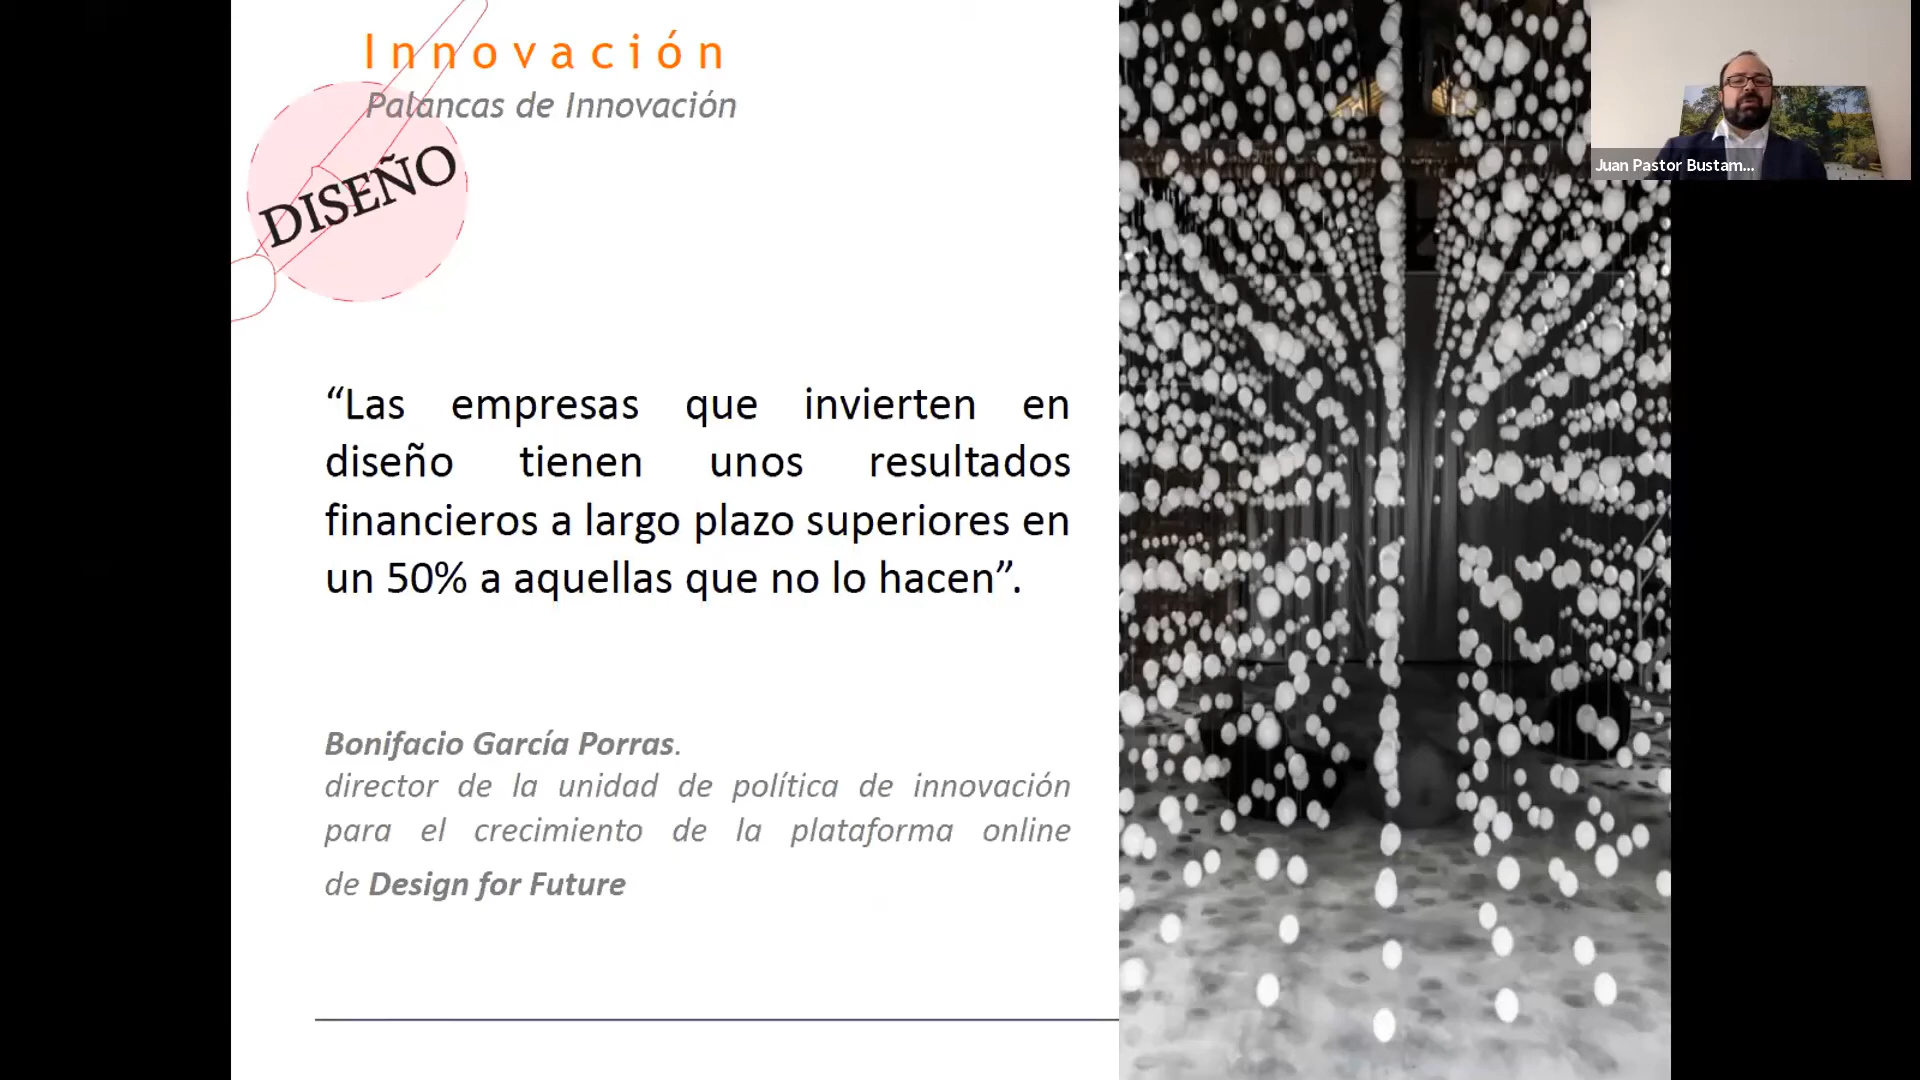 Innovación
Palancas de Innovación
DISEÑO
“Las empresas que invierten en
diseño tienen unos resultados
financieros a largo plazo superiores en
un 50% a aquellas que no lo hacen”.
Bonifacio García Porras.
director de la unidad de política de innovación
para el crecimiento de la plataforma online
de Design for Future
Juan Pastor Bustam...